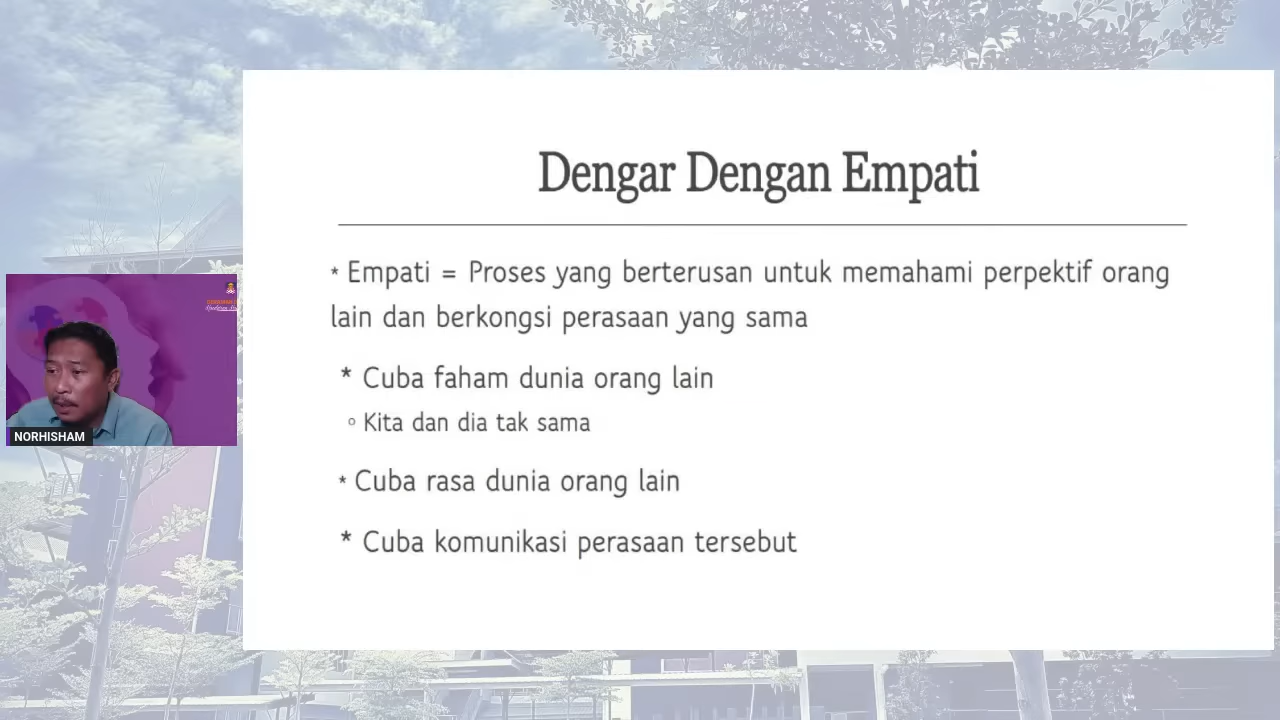 Dengar Dengan Empati
* Empati = Proses yang berterusan untuk memahami perpektif orang
lain dan berkongsi perasaan yang sama
* Cuba faham dunia orang lain
○ Kita dan dia tak sama
* Cuba rasa dunia orang lain
* Cuba komunikasi perasaan tersebut
NORHISHAM